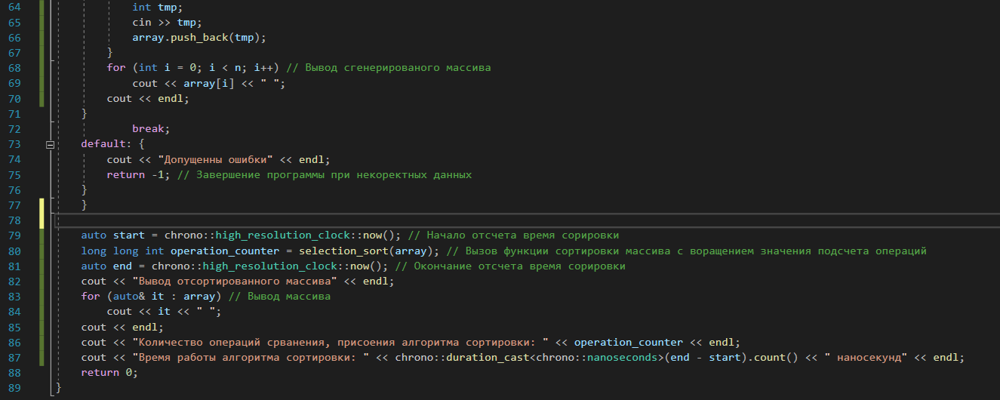 64 int tmp;
65 cin >> tmp;
66 array.push_back(tmp);
67 }
68 for (int i = 0; i < n; i++) // Вывод сгенерированого массива
69 cout << array[i] << " ";
70 cout << endl;
71 }
72 break;
73 default: {
74 cout << "Допущенны ошибки" << endl;
75 return -1; // Завершение программы при некоректных данных
76 }
77 }
78
79 auto start = chrono::high_resolution_clock::now(); // Начало отсчета время сорировки
80 long long int operation_counter = selection_sort(array); // Вызов функции сортировки массива с воращением значения подсчета операций
81 auto end = chrono::high_resolution_clock::now(); // Окончание отсчета время сорировки
82 cout << "Вывод отсортированного массива" << endl;
83 for (auto& it : array) // Вывод массива
84 cout << it << " ";
85 cout << endl;
86 cout << "Количество операций срванения, присоения алгоритма сортировки: " << operation_counter << endl;
87 cout << "Время работы алгоритма сортировки: " << chrono::duration_cast<chrono::nanoseconds>(end - start).count() << " наносекунд" << endl;
88 return 0;
89 }